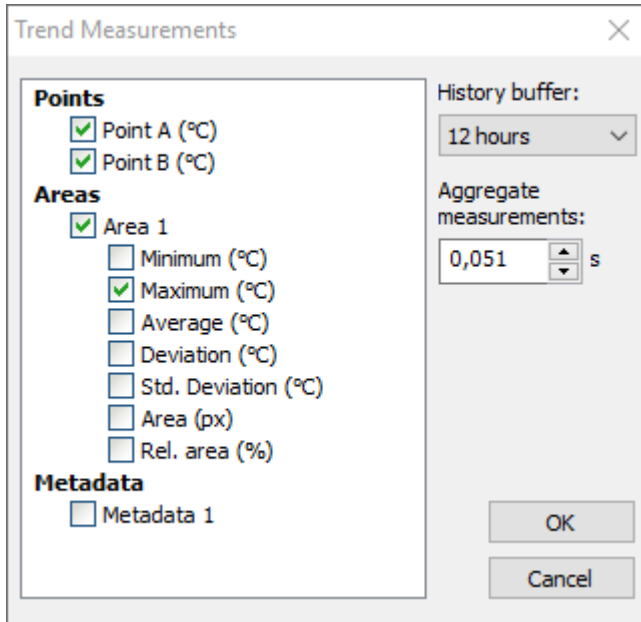 Trend Measurements
Points
Point A (°C)
Point B (°C)
Areas
Area 1
Minimum (°C)
Maximum (°C)
Average (°C)
Deviation (°C)
Std. Deviation (°C)
Area (px)
Rel. area (%)
Metadata
Metadata 1
History buffer:
12 hours
Aggregate
measurements:
0,051 s
OK
Cancel